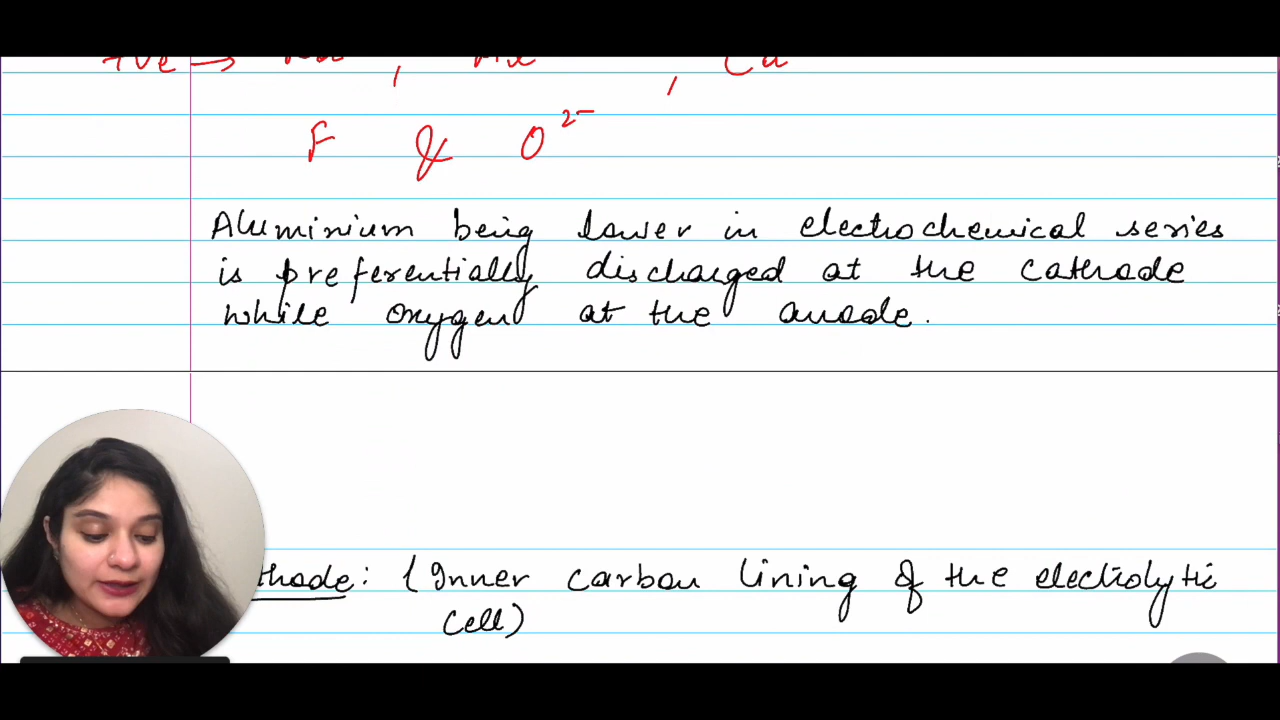 +ve →
F & O²⁻
Aluminium being lower in electrochemical series
is preferentially discharged at the cathode
while oxygen at the anode.
thode: (Inner carbon lining of the electrolytic
cell)